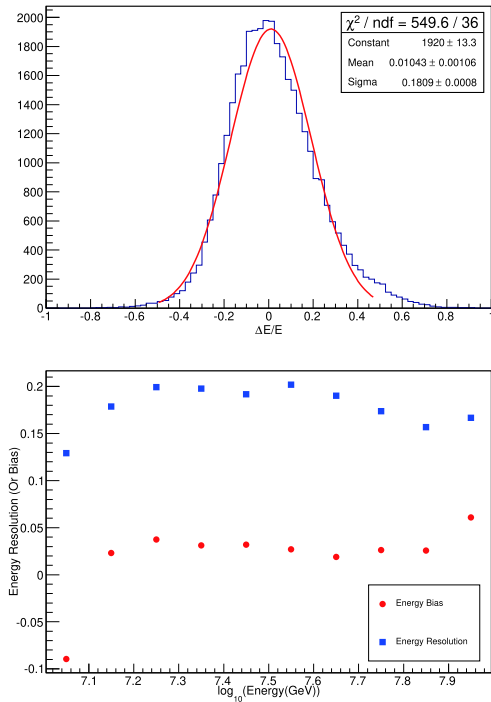 χ² / ndf = 549.6 / 36
Constant 1920 ± 13.3
Mean 0.01043 ± 0.00106
Sigma 0.1809 ± 0.0008
2000
1800
1600
1400
1200
1000
800
600
400
200
0
-1 -0.8 -0.6 -0.4 -0.2 0 0.2 0.4 0.6 0.8 1
ΔE/E
Energy Resolution (Or Bias)
0.2
0.15
0.1
0.05
0
-0.05
-0.1
Energy Bias
Energy Resolution
7.1 7.2 7.3 7.4 7.5 7.6 7.7 7.8 7.9
log₁₀(Energy(GeV))